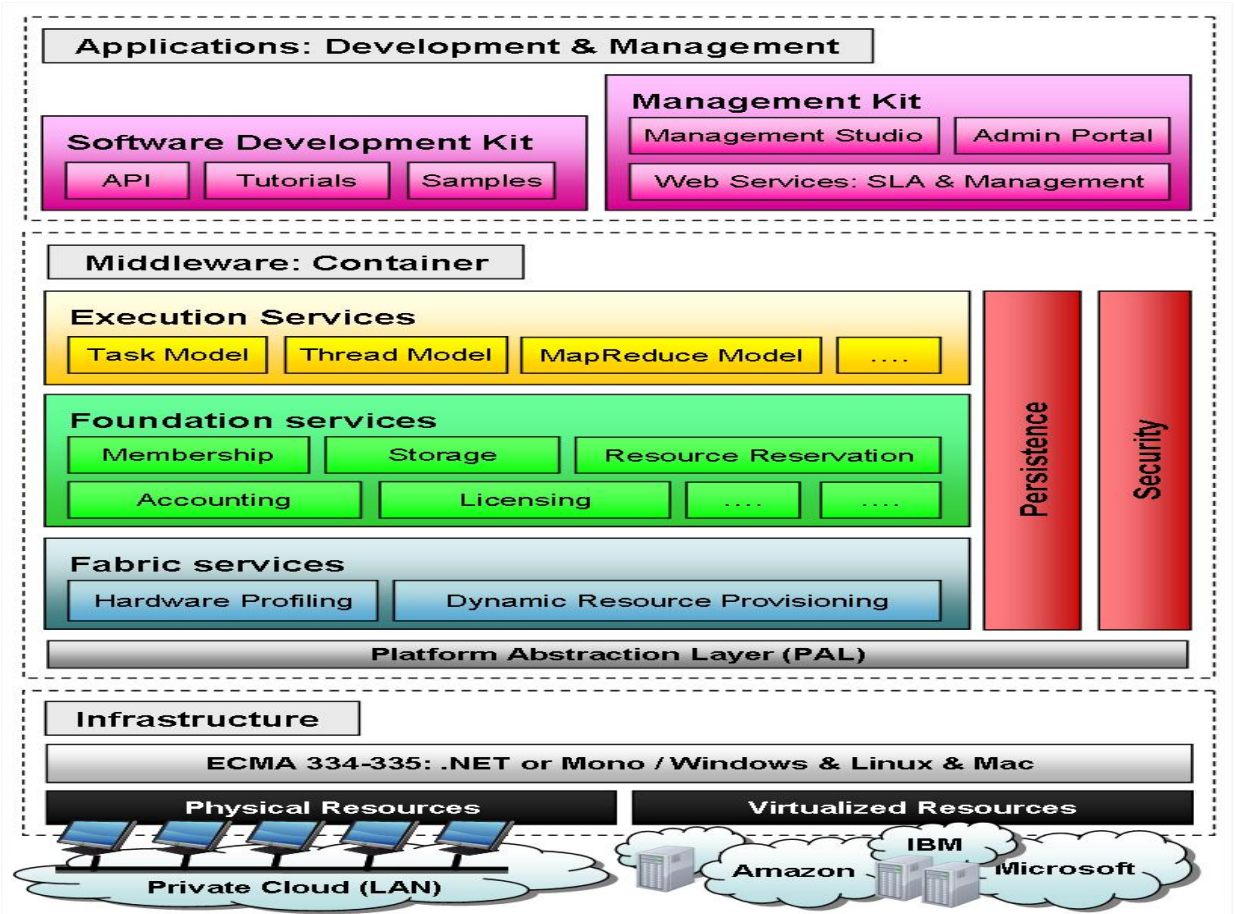 Applications: Development & Management
Software Development Kit
API
Tutorials
Samples
Management Kit
Management Studio
Admin Portal
Web Services: SLA & Management
Middleware: Container
Execution Services
Task Model
Thread Model
MapReduce Model
....
Foundation services
Membership
Storage
Resource Reservation
Accounting
Licensing
....
....
Fabric services
Hardware Profiling
Dynamic Resource Provisioning
Persistence
Security
Platform Abstraction Layer (PAL)
Infrastructure
ECMA 334-335: .NET or Mono / Windows & Linux & Mac
Physical Resources
Virtualized Resources
Private Cloud (LAN)
Amazon
IBM
Microsoft